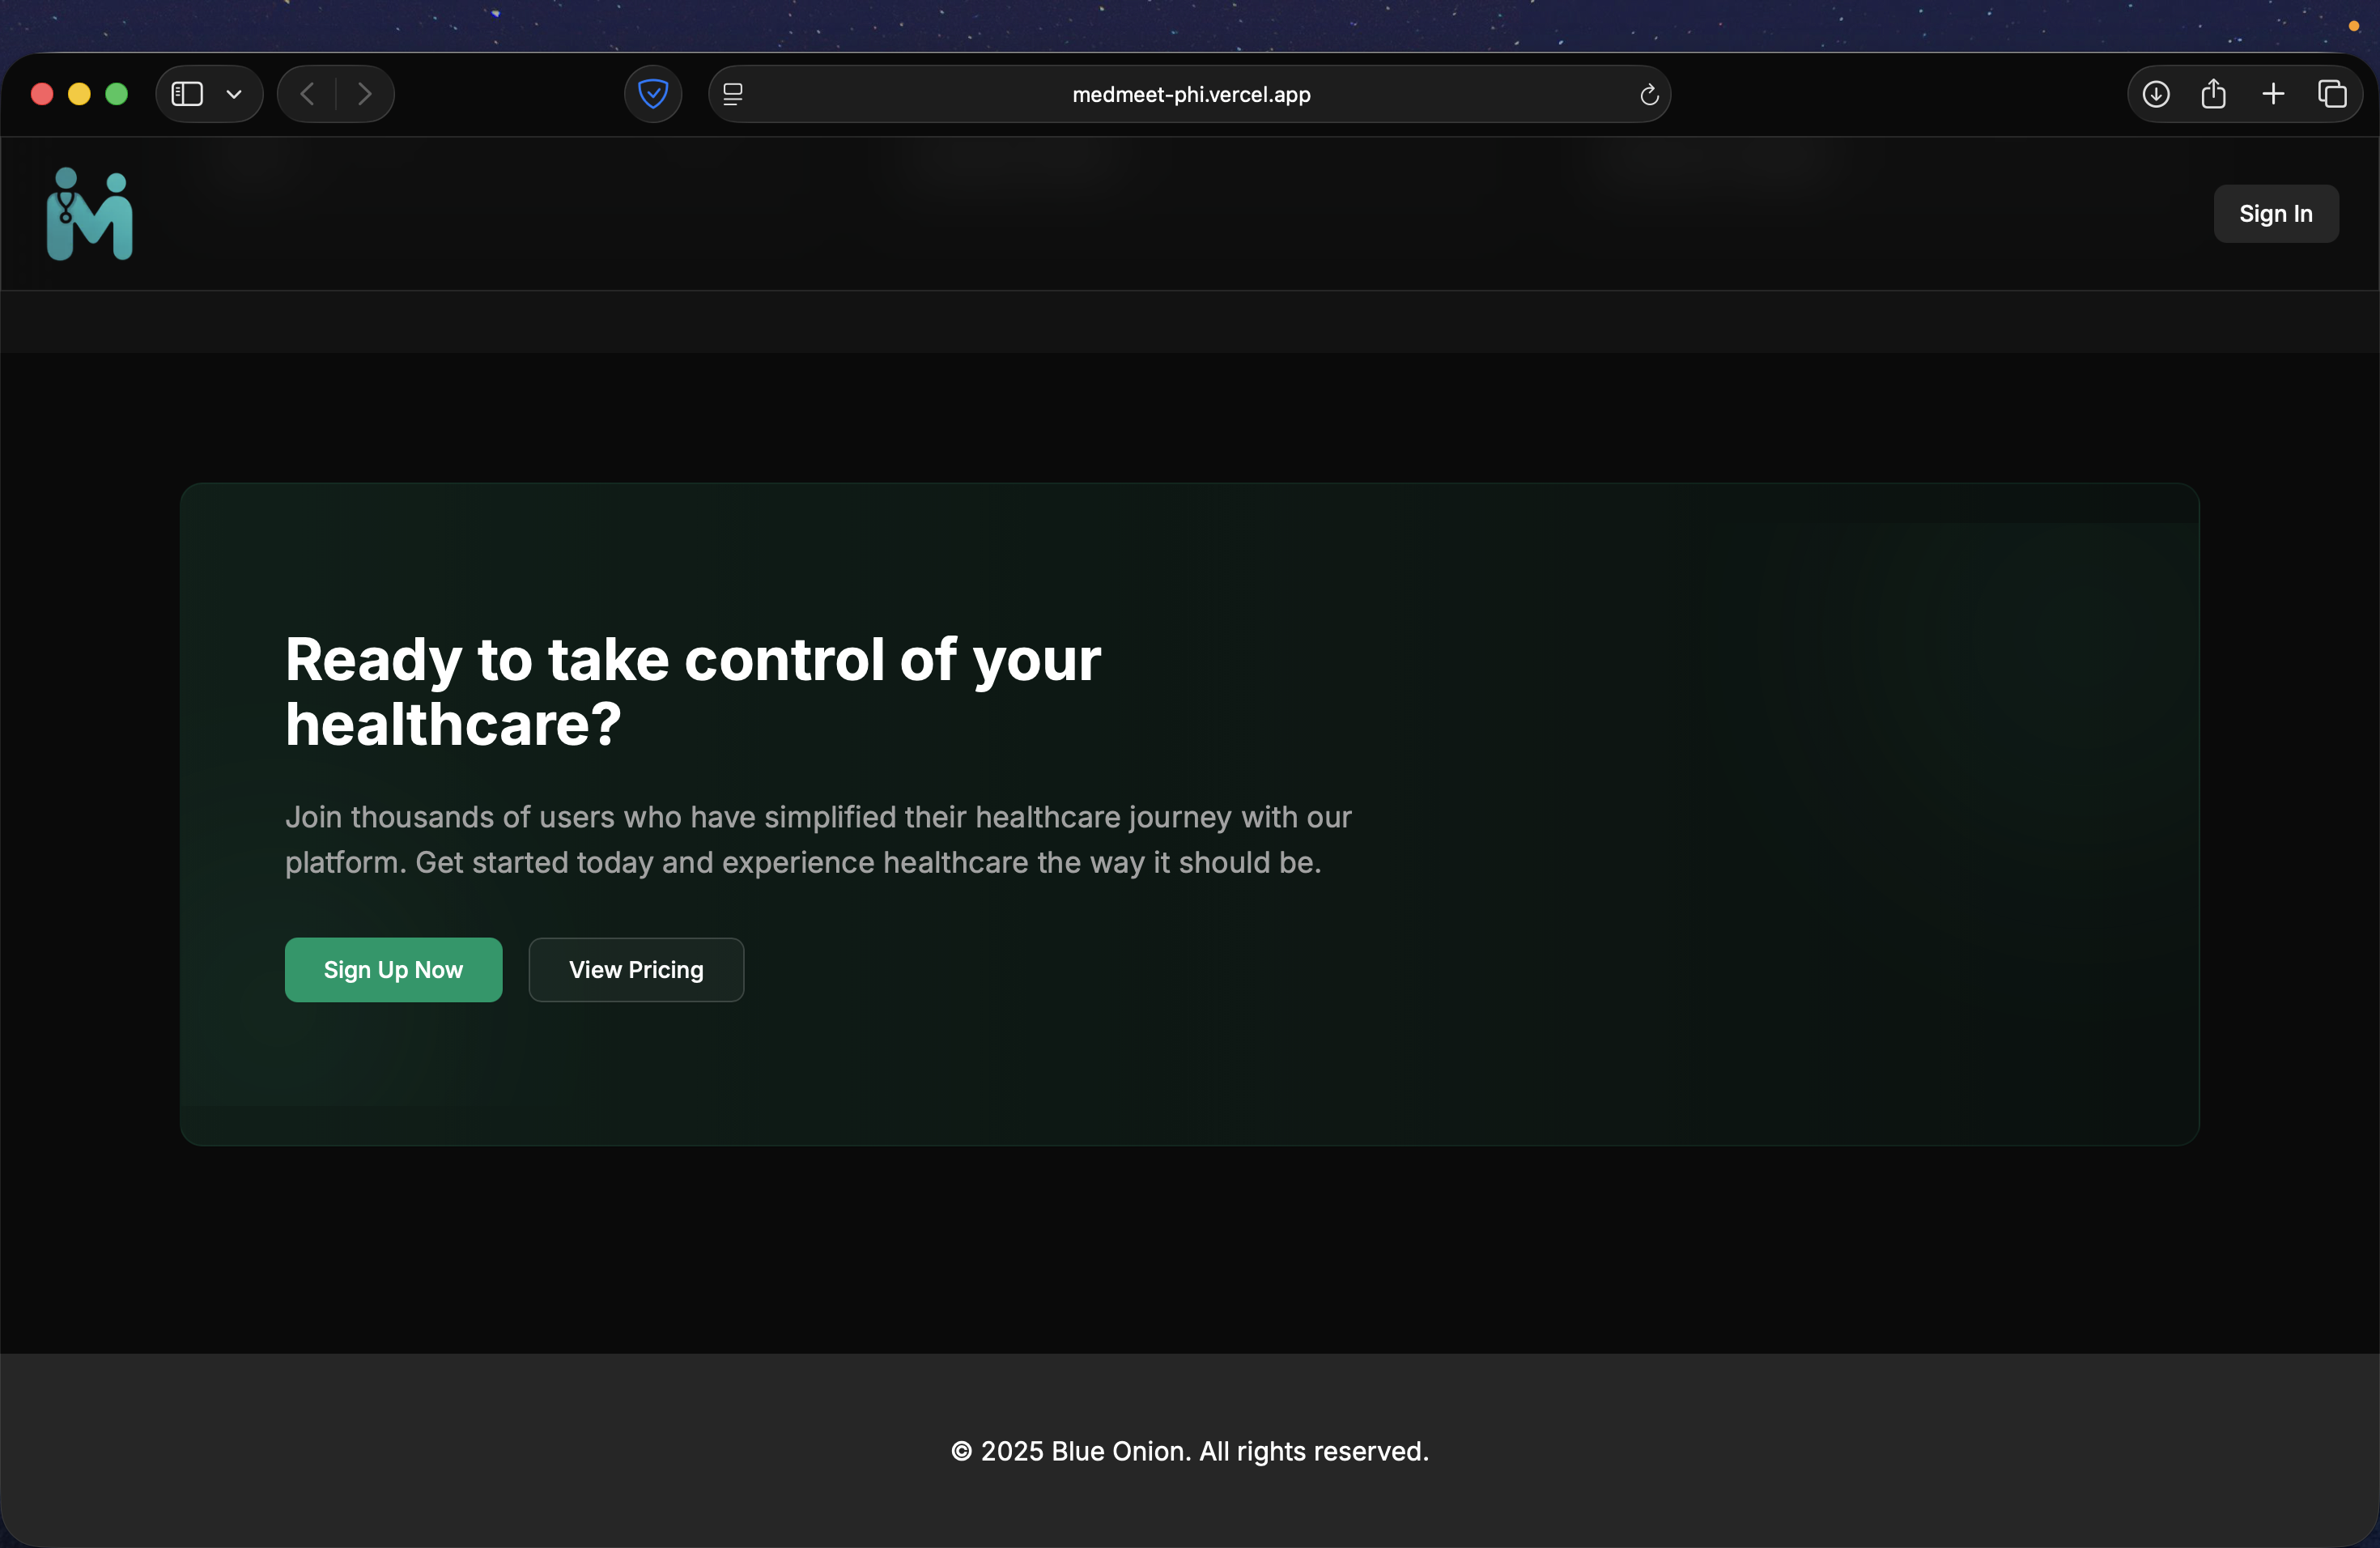 medmeet-phi.vercel.app
Sign In
Ready to take control of your
healthcare?
Join thousands of users who have simplified their healthcare journey with our
platform. Get started today and experience healthcare the way it should be.
Sign Up Now
View Pricing
© 2025 Blue Onion. All rights reserved.